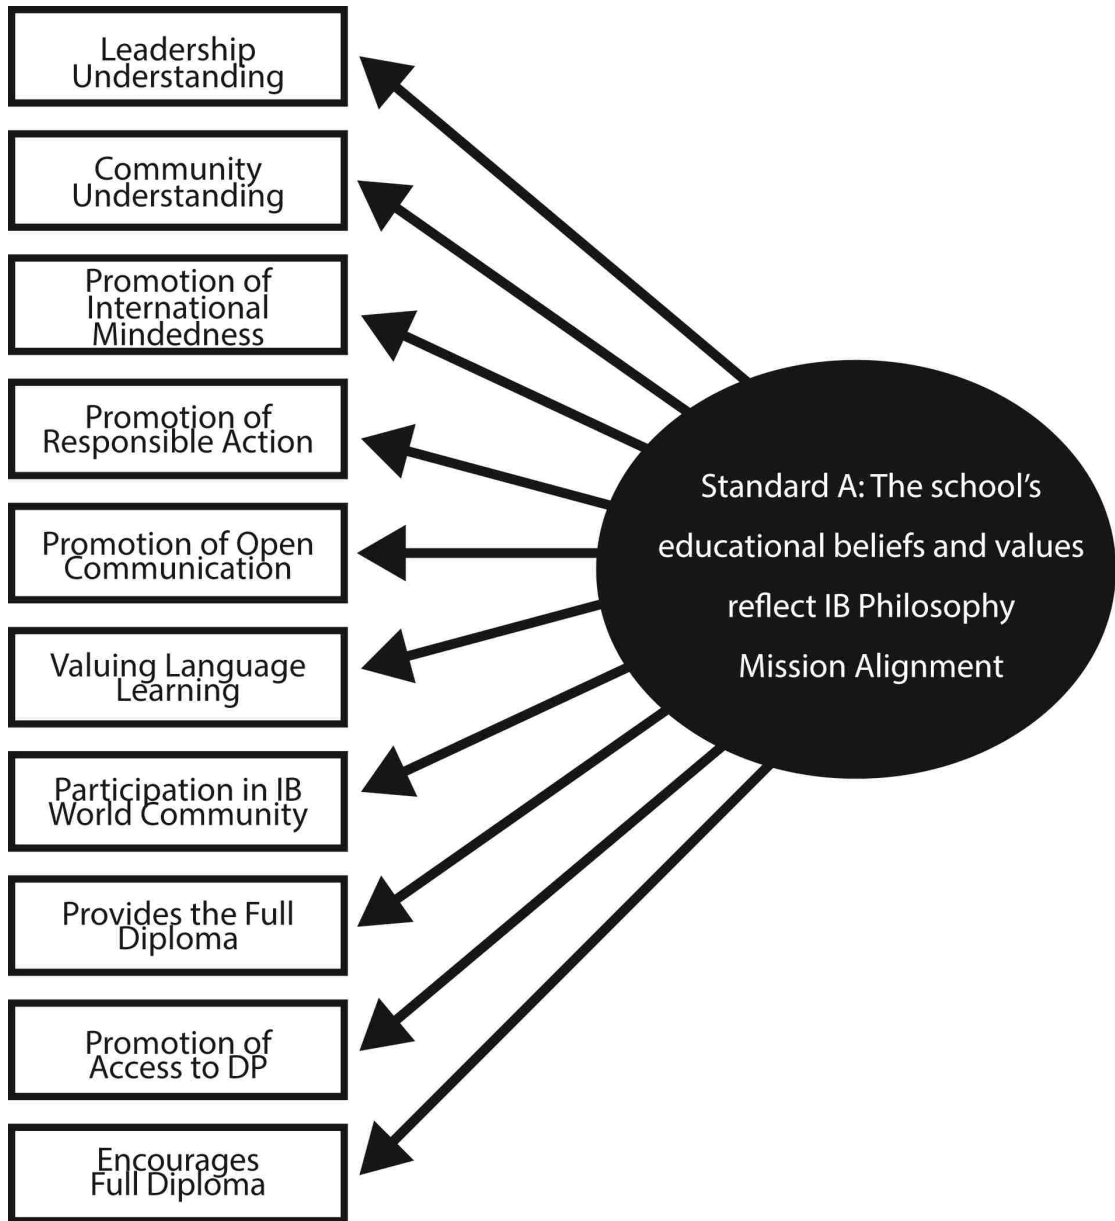 Leadership
Understanding
Community
Understanding
Promotion of
International
Mindedness
Promotion of
Responsible Action
Promotion of Open
Communication
Valuing Language
Learning
Participation in IB
World Community
Provides the Full
Diploma
Promotion of
Access to DP
Encourages
Full Diploma
Standard A: The school’s
educational beliefs and values
reflect IB Philosophy
Mission Alignment